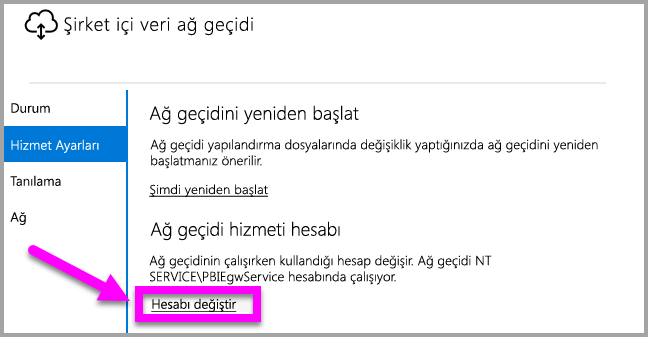 Şirket içi veri ağ geçidi
Durum
Hizmet Ayarları
Tanılama
Ağ
Ağ geçidini yeniden başlat
Ağ geçidi yapılandırma dosyalarında değişiklik yaptığınızda ağ geçidini yeniden
başlatmanız önerilir.
Şimdi yeniden başlat
Ağ geçidi hizmeti hesabı
Ağ geçidinin çalışırken kullandığı hesap değişir. Ağ geçidi NT
SERVICE\PBIEgwService hesabında çalışıyor.
Hesabı değiştir